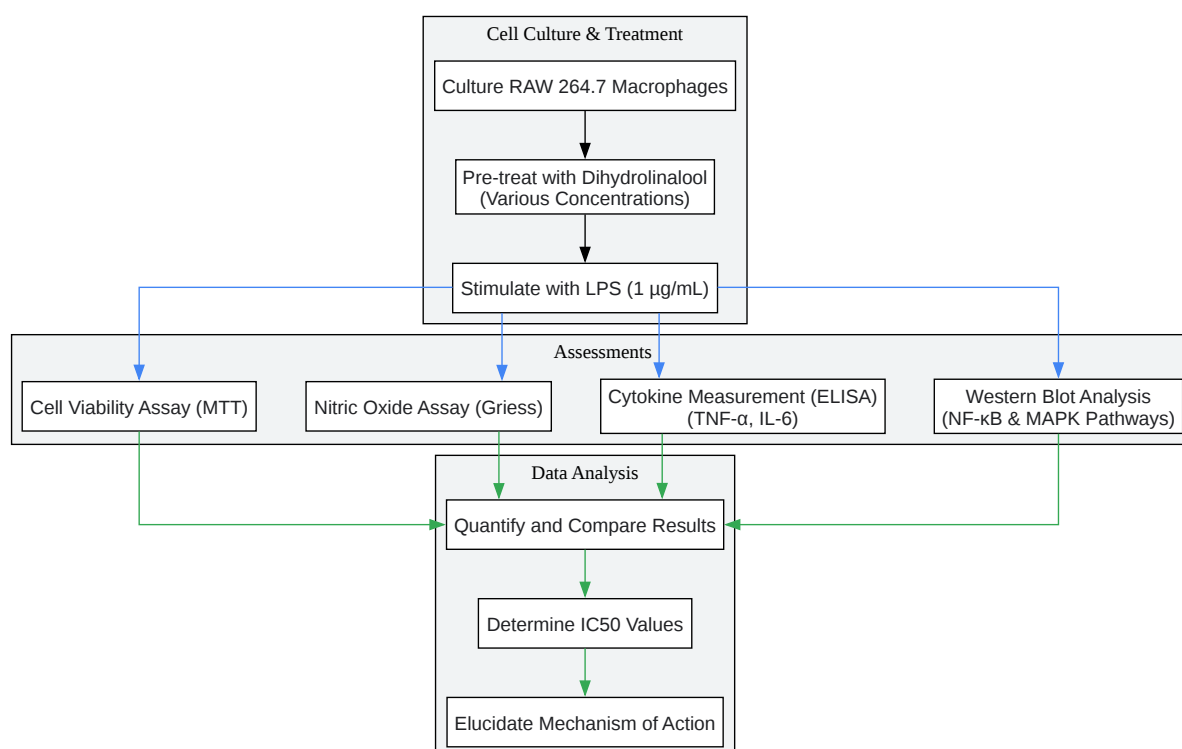 Cell Culture & Treatment
Culture RAW 264.7 Macrophages
Pre-treat with Dihydrolinalool
(Various Concentrations)
Stimulate with LPS (1 µg/mL)
Assessments
Cell Viability Assay (MTT)
Nitric Oxide Assay (Griess)
Cytokine Measurement (ELISA)
(TNF-α, IL-6)
Western Blot Analysis
(NF-κB & MAPK Pathways)
Data Analysis
Quantify and Compare Results
Determine IC50 Values
Elucidate Mechanism of Action